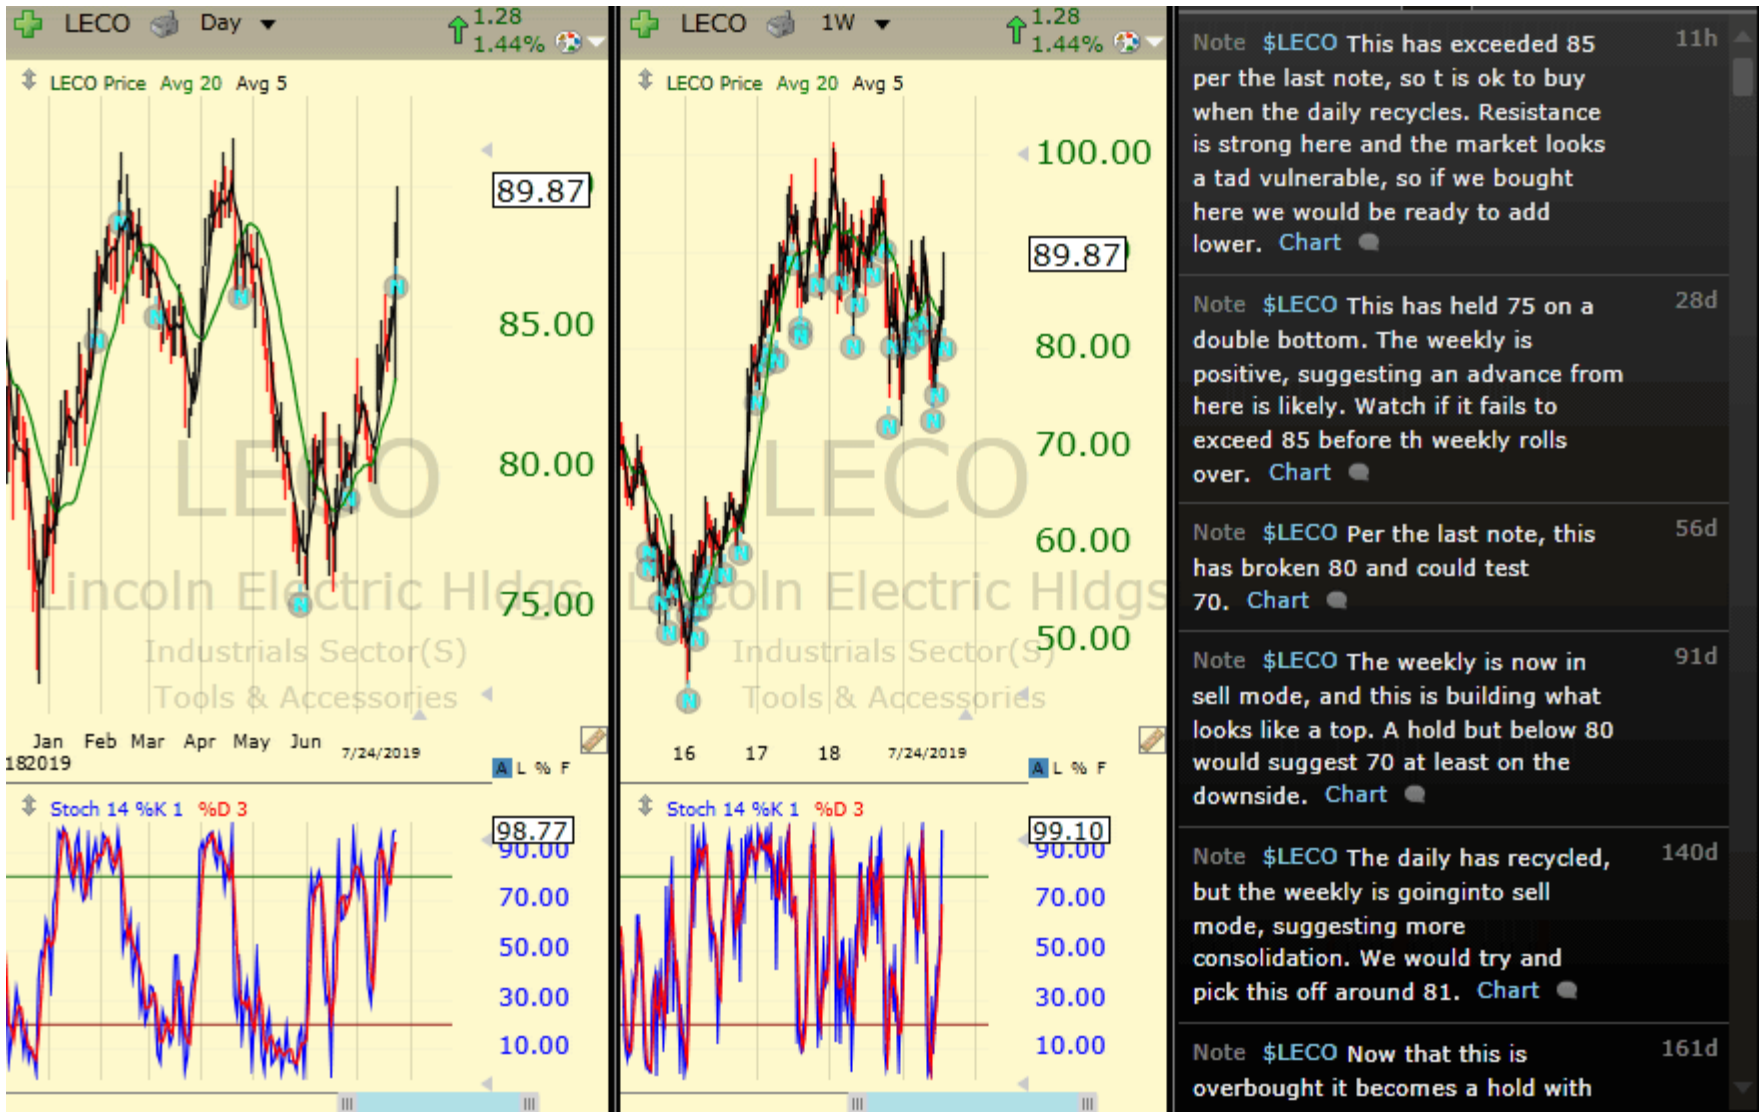 LECO Day 1.28
1.44%
LECO Price Avg 20 Avg 5
89.87
85.00
80.00
75.00
LECO
Lincoln Electric Hldgs
Industrials Sector(S)
Tools & Accessories
Jan Feb Mar Apr May Jun 7/24/2019
182019
A L % F
Stoch 14 %K 1 %D 3
98.77
90.00
70.00
50.00
30.00
10.00
LECO 1W 1.28
1.44%
LECO Price Avg 20 Avg 5
100.00
89.87
80.00
70.00
60.00
50.00
LECO
Lincoln Electric Hldgs
Industrials Sector(S)
Tools & Accessories
16 17 18 7/24/2019
A L % F
Stoch 14 %K 1 %D 3
99.10
90.00
70.00
50.00
30.00
10.00
Note $LECO This has exceeded 85 11h
per the last note, so t is ok to buy
when the daily recycles. Resistance
is strong here and the market looks
a tad vulnerable, so if we bought
here we would be ready to add
lower. Chart
Note $LECO This has held 75 on a 28d
double bottom. The weekly is
positive, suggesting an advance from
here is likely. Watch if it fails to
exceed 85 before th weekly rolls
over. Chart
Note $LECO Per the last note, this 56d
has broken 80 and could test
70. Chart
Note $LECO The weekly is now in 91d
sell mode, and this is building what
looks like a top. A hold but below 80
would suggest 70 at least on the
downside. Chart
Note $LECO The daily has recycled, 140d
but the weekly is goinginto sell
mode, suggesting more
consolidation. We would try and
pick this off around 81. Chart
Note $LECO Now that this is 161d
overbought it becomes a hold with